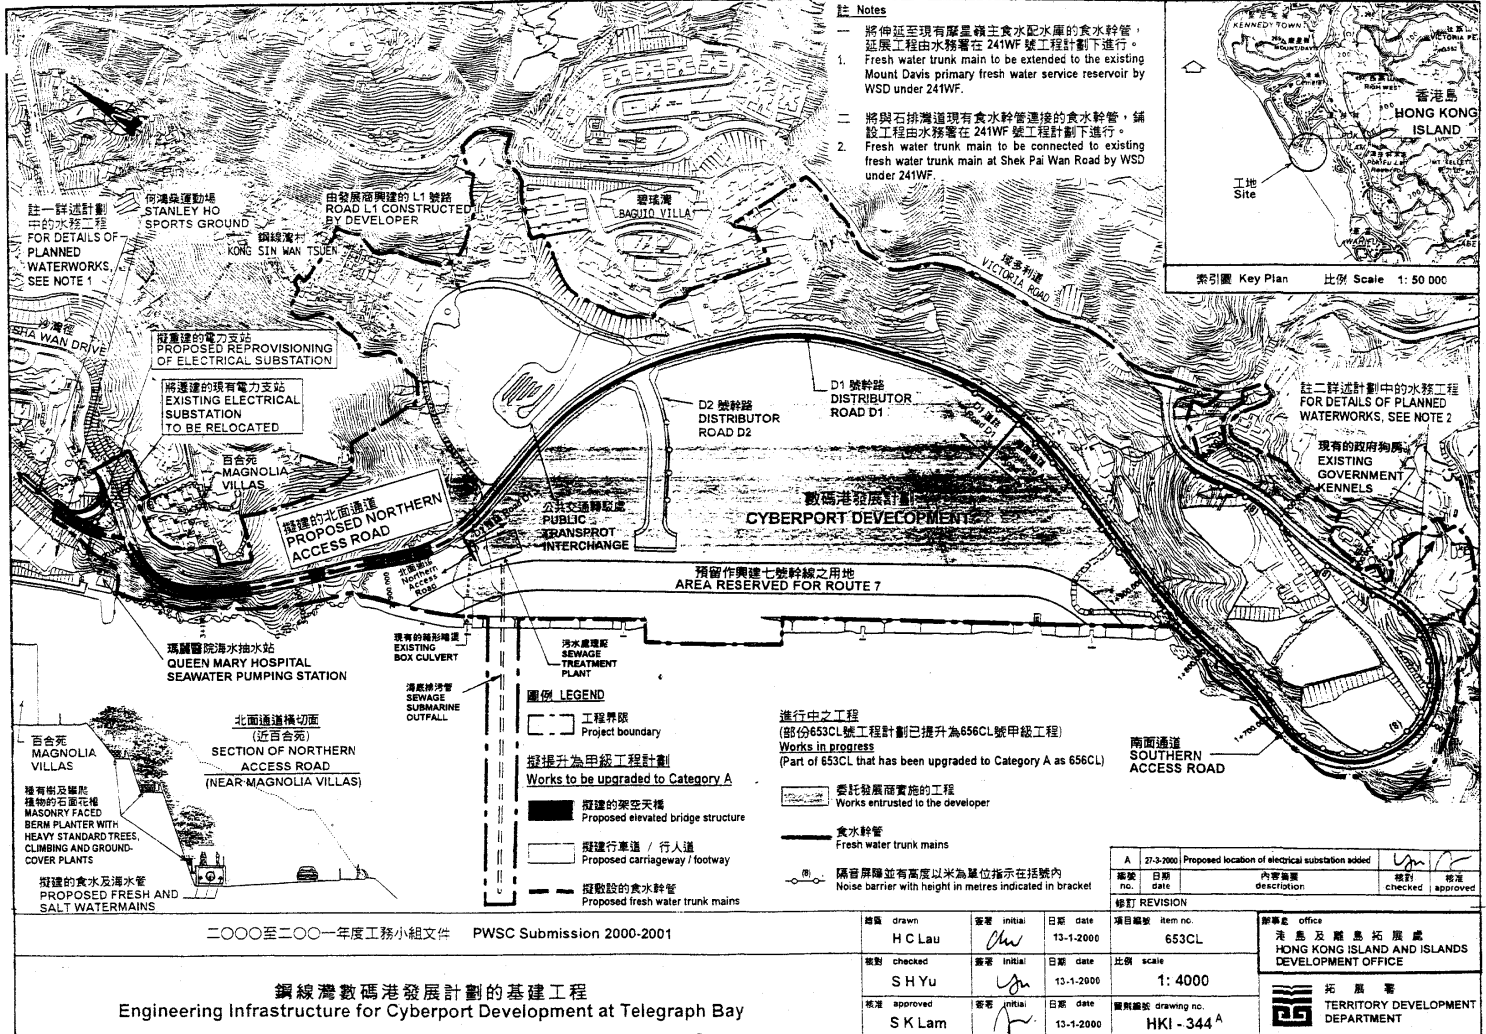 註 Notes
一 將伸延至現有摩星嶺主食水配水庫的食水幹管，
延展工程由水務署在 241WF 號工程計劃下進行。
1. Fresh water trunk main to be extended to the existing
Mount Davis primary fresh water service reservoir by
WSD under 241WF.
二 將與石排灣道現有食水幹管連接的食水幹管，鋪
設工程由水務署在 241WF 號工程計劃下進行。
2. Fresh water trunk main to be connected to existing
fresh water trunk main at Shek Pai Wan Road by WSD
under 241WF.
KENNEDY TOWN
香港島
HONG KONG
ISLAND
工地
Site
索引圖 Key Plan 比例 Scale 1: 50 000
註一詳述計劃
中的水務工程
FOR DETAILS OF
PLANNED
WATERWORKS,
SEE NOTE 1
何鴻燊運動場
STANLEY HO
SPORTS GROUND
鋼線灣村
KONG SIN WAN TSUEN
由發展商興建的 L1 號路
ROAD L1 CONSTRUCTED
BY DEVELOPER
碧瑤灣
BAGUIO VILLA
域多利道
VICTORIA ROAD
沙灣徑
SHA WAN DRIVE
擬重建的電力支站
PROPOSED REPROVISIONING
OF ELECTRICAL SUBSTATION
將遷建的現有電力支站
EXISTING ELECTRICAL
SUBSTATION
TO BE RELOCATED
百合苑
MAGNOLIA
VILLAS
擬建的北面通道
PROPOSED NORTHERN
ACCESS ROAD
D2 號幹路
DISTRIBUTOR
ROAD D2
D1 號幹路
DISTRIBUTOR
ROAD D1
註二詳述計劃中的水務工程
FOR DETAILS OF PLANNED
WATERWORKS, SEE NOTE 2
現有的政府狗房
EXISTING
GOVERNMENT
KENNELS
公共交通轉駁處
PUBLIC
TRANSPROT
INTERCHANGE
數碼港發展計劃
CYBERPORT DEVELOPMENT
北面通道
Northern
Access
Road
預留作興建七號幹線之用地
AREA RESERVED FOR ROUTE 7
瑪麗醫院海水抽水站
QUEEN MARY HOSPITAL
SEAWATER PUMPING STATION
現有的箱形暗渠
EXISTING
BOX CULVERT
污水處理廠
SEWAGE
TREATMENT
PLANT
海底排污管
SEWAGE
SUBMARINE
OUTFALL
南面通道
SOUTHERN
ACCESS ROAD
北面通道橫切面
(近百合苑)
SECTION OF NORTHERN
ACCESS ROAD
(NEAR MAGNOLIA VILLAS)
百合苑
MAGNOLIA
VILLAS
種有樹及攀爬
植物的石面花槽
MASONRY FACED
BERM PLANTER WITH
HEAVY STANDARD TREES,
CLIMBING AND GROUND-
COVER PLANTS
擬建的食水及海水管
PROPOSED FRESH AND
SALT WATERMAINS
圖例 LEGEND
工程界限
Project boundary
擬提升為甲級工程計劃
Works to be upgraded to Category A
擬建的架空天橋
Proposed elevated bridge structure
擬建行車道 / 行人道
Proposed carriageway / footway
擬敷設的食水幹管
Proposed fresh water trunk mains
進行中之工程
(部份653CL號工程計劃已提升為656CL號甲級工程)
Works in progress
(Part of 653CL that has been upgraded to Category A as 656CL)
委託發展商實施的工程
Works entrusted to the developer
食水幹管
Fresh water trunk mains
(8) 隔音屏障並有高度以米為單位指示在括號內
Noise barrier with height in metres indicated in bracket
A 27-3-2000 Proposed location of electrical substation added
編號 no. 日期 date 內容摘要 description 核對 checked 核准 approved
修訂 REVISION
二○○○至二○○一年度工務小組文件 PWSC Submission 2000-2001
鋼線灣數碼港發展計劃的基建工程
Engineering Infrastructure for Cyberport Development at Telegraph Bay
繪圖 drawn 簽署 initial 日期 date
H C Lau 13-1-2000
核對 checked 簽署 initial 日期 date
S H Yu 13-1-2000
核准 approved 簽署 initial 日期 date
S K Lam 13-1-2000
項目編號 item no.
653CL
比例 scale
1: 4000
圖則編號 drawing no.
HKI - 344 A
辦事處 office
港島及離島拓展處
HONG KONG ISLAND AND ISLANDS
DEVELOPMENT OFFICE
拓展署
TERRITORY DEVELOPMENT
DEPARTMENT